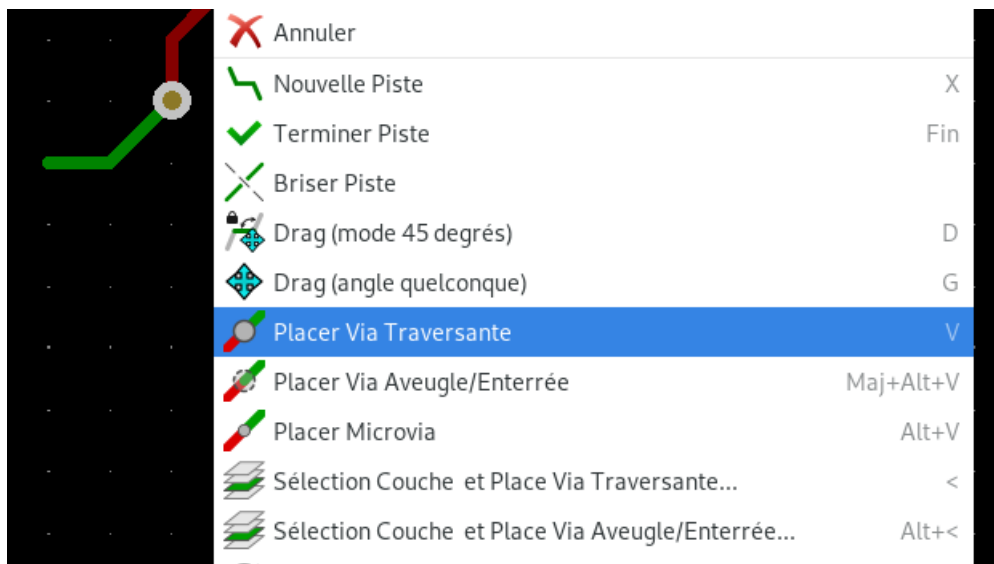 Annuler
Nouvelle Piste X
Terminer Piste Fin
Briser Piste
Drag (mode 45 degrés) D
Drag (angle quelconque) G
Placer Via Traversante V
Placer Via Aveugle/Enterrée Maj+Alt+V
Placer Microvia Alt+V
Sélection Couche et Place Via Traversante... <
Sélection Couche et Place Via Aveugle/Enterrée... Alt+<